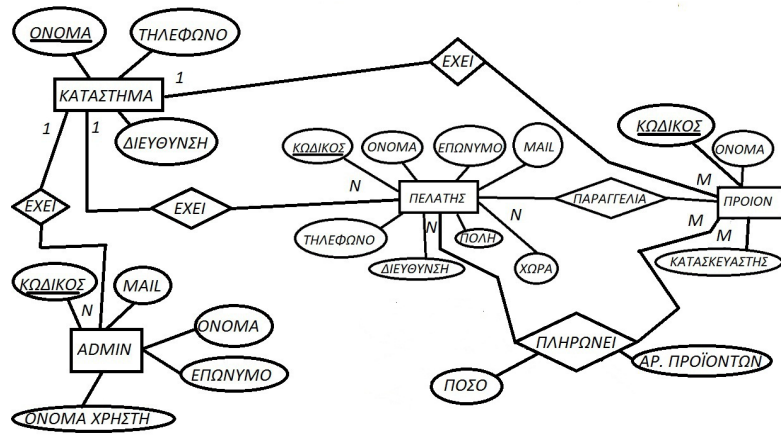 ΟΝΟΜΑ
ΤΗΛΕΦΩΝΟ
ΕΧΕΙ
1
ΚΑΤΑΣΤΗΜΑ
1
1
ΔΙΕΥΘΥΝΣΗ
ΚΩΔΙΚΟΣ
ΟΝΟΜΑ
ΚΩΔΙΚΟΣ
ΟΝΟΜΑ
ΕΠΩΝΥΜΟ
MAIL
N
M
ΕΧΕΙ
ΕΧΕΙ
ΠΕΛΑΤΗΣ
ΠΑΡΑΓΓΕΛΙΑ
ΠΡΟΙΟΝ
N
M
N
M
ΤΗΛΕΦΩΝΟ
ΠΟΛΗ
ΔΙΕΥΘΥΝΣΗ
ΧΩΡΑ
ΚΑΤΑΣΚΕΥΑΣΤΗΣ
ΚΩΔΙΚΟΣ
MAIL
N
ΟΝΟΜΑ
ADMIN
ΕΠΩΝΥΜΟ
ΠΛΗΡΩΝΕΙ
ΑΡ. ΠΡΟΪΟΝΤΩΝ
ΠΟΣΟ
ΟΝΟΜΑ ΧΡΗΣΤΗ